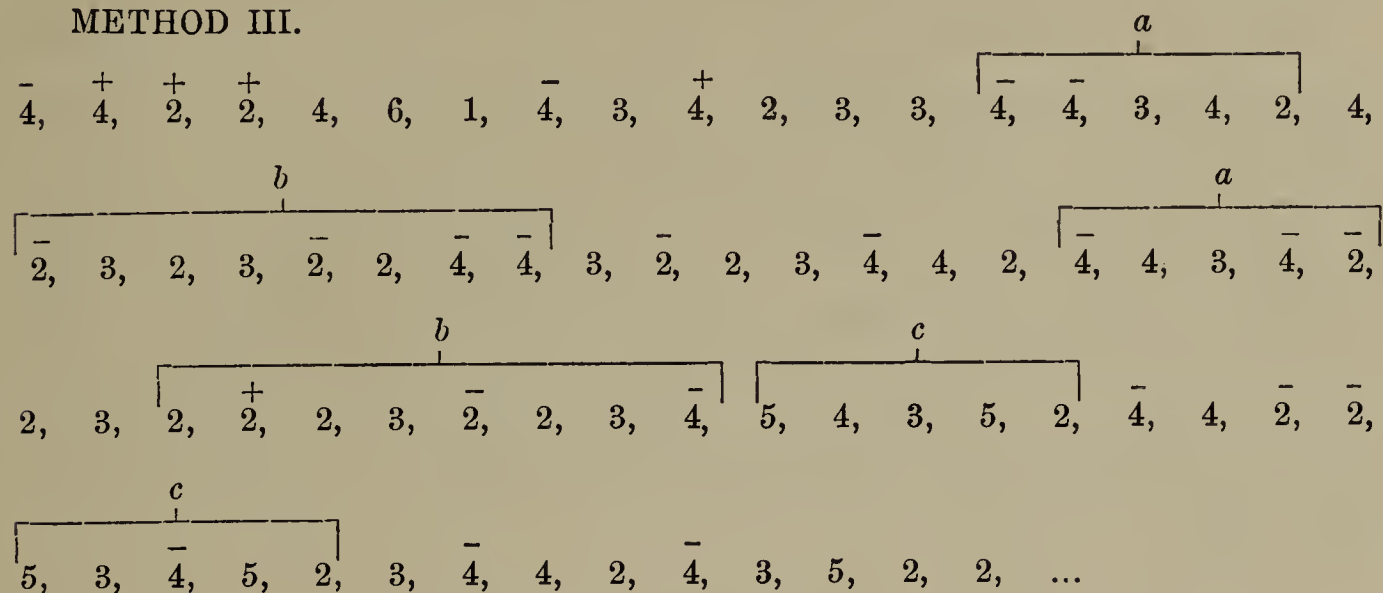 METHOD III.
a
- + + + - + - -
4, 4, 2, 2, 4, 6, 1, 4, 3, 4, 2, 3, 3, 4, 4, 3, 4, 2, 4,
b a
- - - - - - - - -
2, 3, 2, 3, 2, 2, 4, 4, 3, 2, 2, 3, 4, 4, 2, 4, 4, 3, 4, 2,
b c
+ - - - - -
2, 3, 2, 2, 2, 3, 2, 2, 3, 4, 5, 4, 3, 5, 2, 4, 4, 2, 2,
c
- - -
5, 3, 4, 5, 2, 3, 4, 4, 2, 4, 3, 5, 2, 2, ...